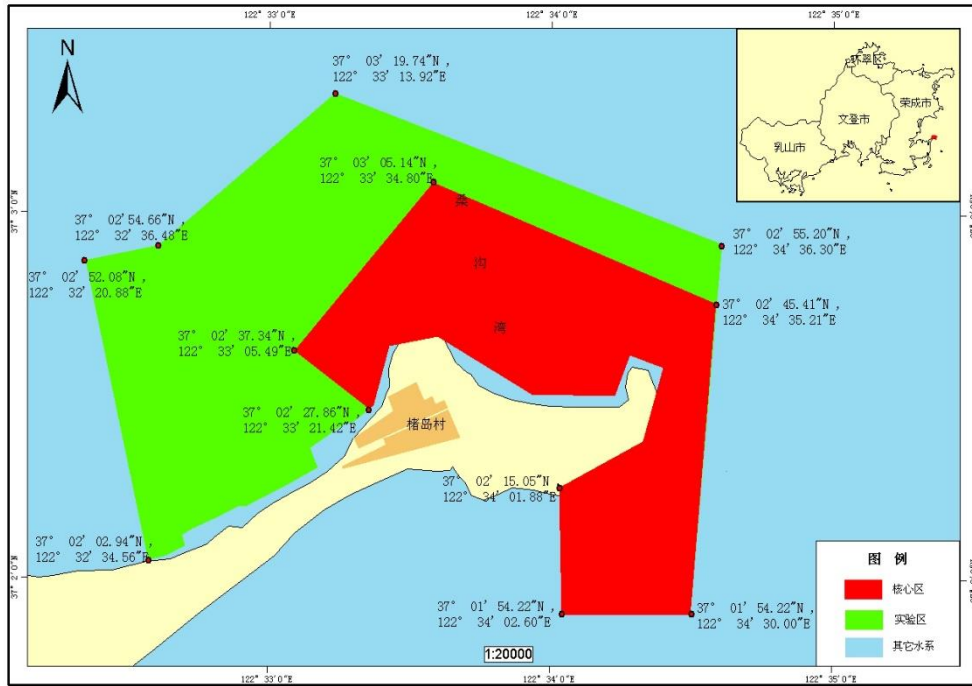 122° 33′0″E
122° 34′0″E
122° 35′0″E
N
37° 03′ 19.74″N ,
122° 33′ 13.92″E
环翠区
荣成市
文登市
乳山市
37° 03′ 05.14″N ,
122° 33′ 34.80″E
桑
沟
湾
37° 3′0″N
37° 02′54.66″N ,
122° 32′ 36.48″E
37° 02′ 55.20″N ,
122° 34′ 36.30″E
37° 02′ 52.08″N ,
122° 32′ 20.88″E
37° 02′ 45.41″N ,
122° 34′ 35.21″E
37° 02′ 37.34″N ,
122° 33′ 05.49″E
37° 02′ 27.86″N ,
122° 33′ 21.42″E
楮岛村
37° 02′ 15.05″N ,
122° 34′ 01.88″E
37° 02′ 02.94″N ,
122° 32′ 34.56″E
37° 2′0″N
37° 01′ 54.22″N ,
122° 34′ 02.60″E
37° 01′ 54.22″N ,
122° 34′ 30.00″E
图 例
核心区
实验区
其它水系
1:20000
122° 33′0″E
122° 34′0″E
122° 35′0″E